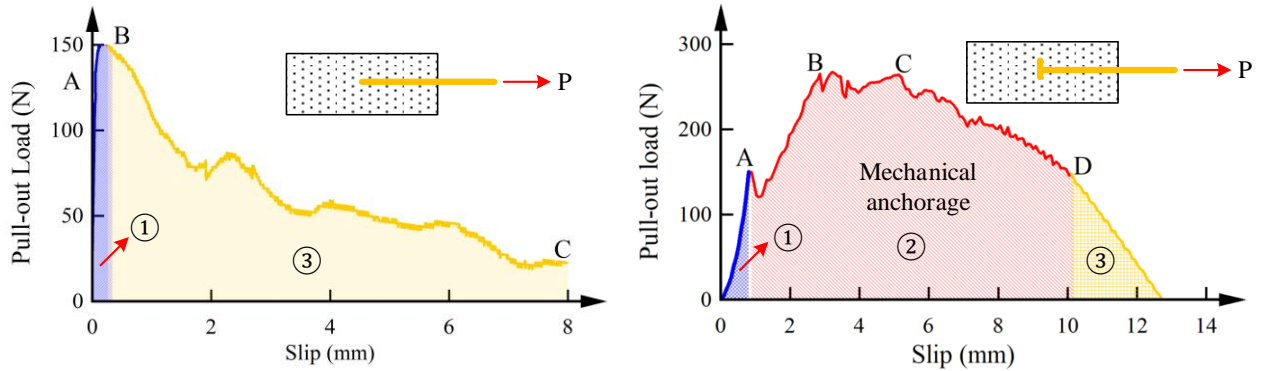 Pull-out Load (N)
150
100
50
0
A
B
C
①
③
P
0 2 4 6 8
Slip (mm)
Pull-out load (N)
300
200
100
0
A
B
C
D
Mechanical
anchorage
①
②
③
P
0 2 4 6 8 10 12 14
Slip (mm)